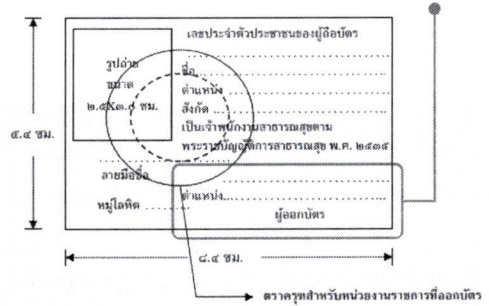 เลขประจำตัวประชาชนของผู้ถือบัตร
รูปถ่าย
ขนาด
๒.๕X๓.๐ ซม.
ชื่อ
ตำแหน่ง
สังกัด
เป็นเจ้าพนักงานสาธารณสุขตาม
พระราชบัญญัติการสาธารณสุข พ.ศ. ๒๕๓๕
๕.๔ ซม.
ลายมือชื่อ
หมู่โลหิต
ตำแหน่ง
ผู้ออกบัตร
๘.๔ ซม.
ตราครุฑสำหรับหน่วยงานราชการที่ออกบัตร